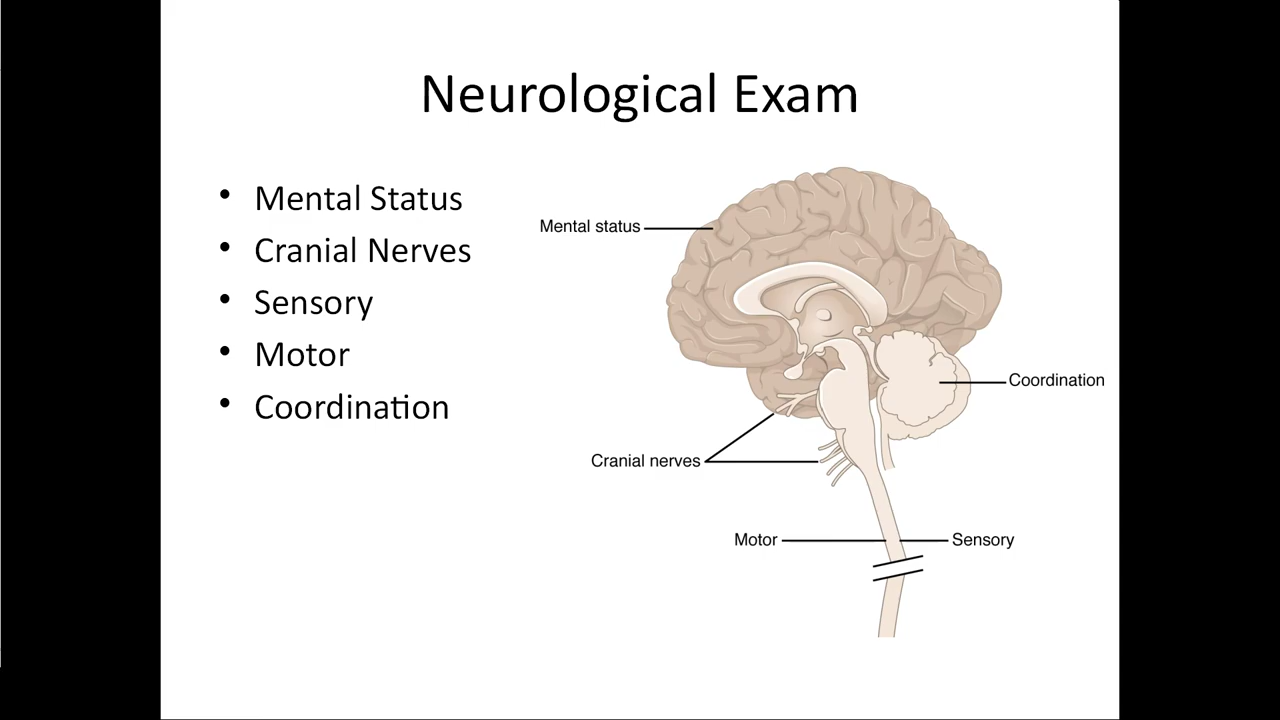 Neurological Exam
• Mental Status
• Cranial Nerves
• Sensory
• Motor
• Coordination
Mental status
Coordination
Cranial nerves
Motor
Sensory